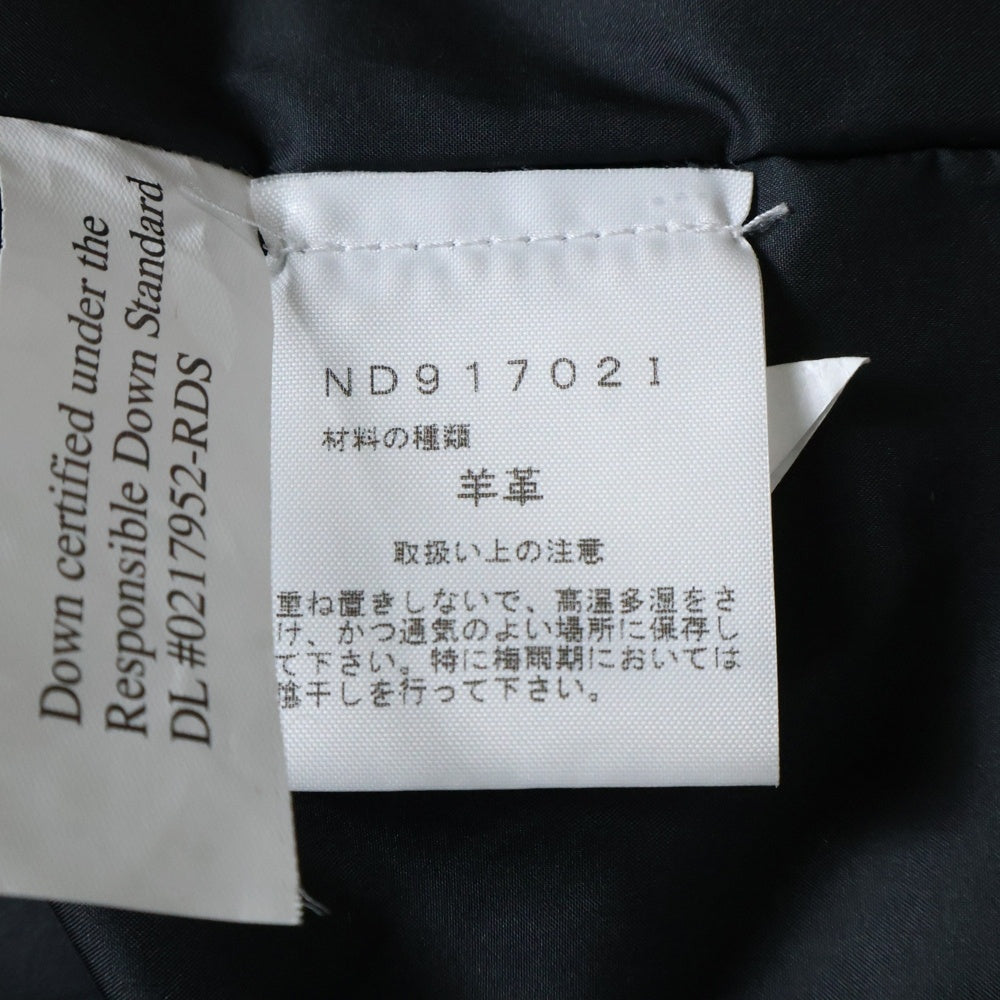 Down certified under the
Responsible Down Standard
DL #0217952-RDS
ND91702I
材料の種類
羊革
取扱い上の注意
重ね置きしないで、高温多湿をさ
け、かつ通気のよい場所に保存し
て下さい。特に梅雨期においては
陰干しを行って下さい。